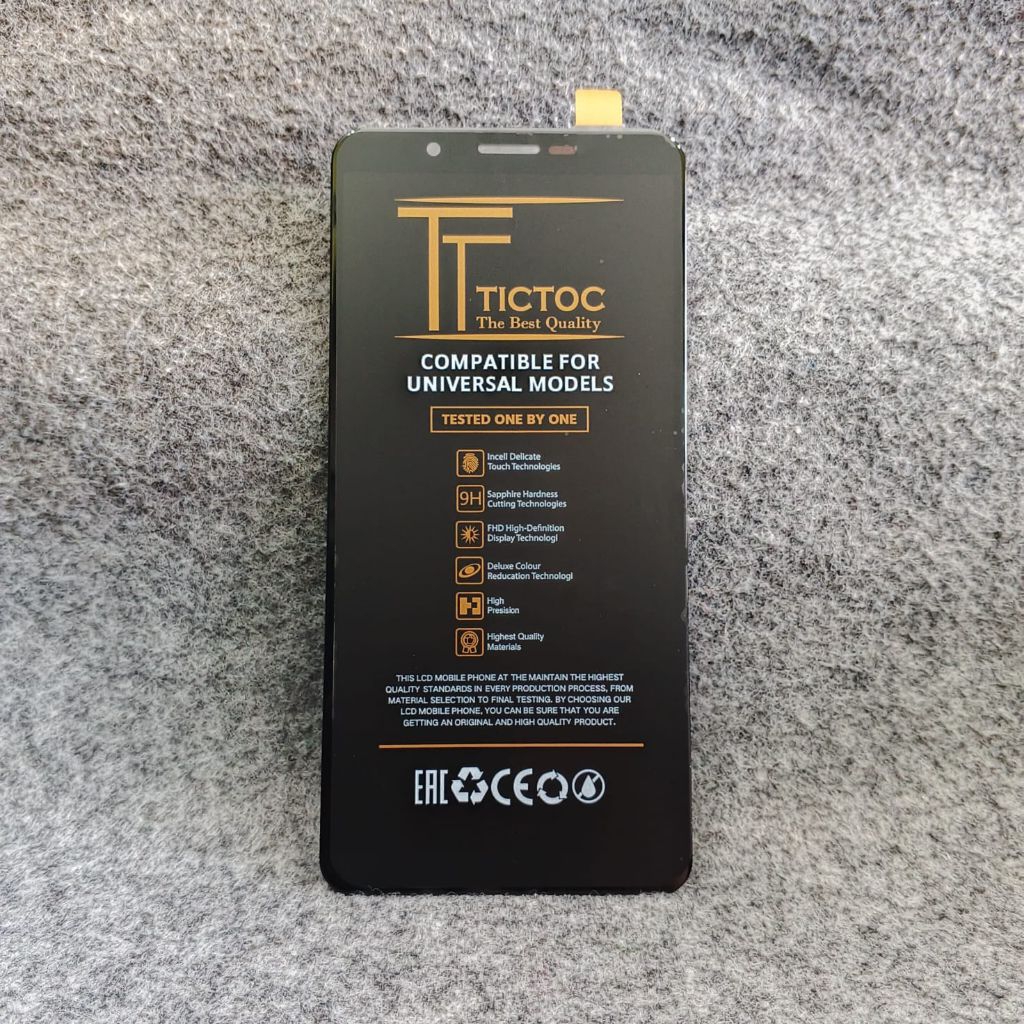 TT
TICTOC
The Best Quality
COMPATIBLE FOR
UNIVERSAL MODELS
TESTED ONE BY ONE
Incell Delicate
Touch Technologies
9H
Sapphire Hardness
Cutting Technologies
FHD High-Definition
Display Technologi
Deluxe Colour
Reducation Technologi
High
Presision
Highest Quality
Materials
THIS LCD MOBILE PHONE AT THE MAINTAIN THE HIGHEST
QUALITY STANDARDS IN EVERY PRODUCTION PROCESS, FROM
MATERIAL SELECTION TO FINAL TESTING. BY CHOOSING OUR
LCD MOBILE PHONE, YOU CAN BE SURE THAT YOU ARE
GETTING AN ORIGINAL AND HIGH QUALITY PRODUCT.
EAC CE